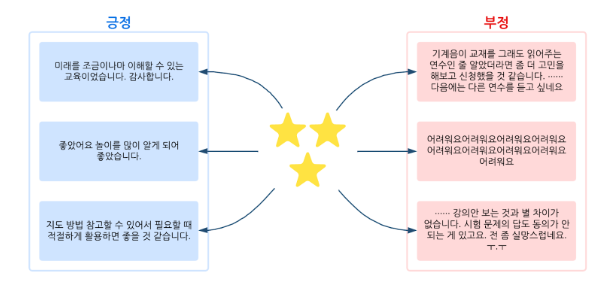 긍정
미래를 조금이나마 이해할 수 있는
교육이었습니다. 감사합니다.
좋았어요 놀이를 많이 알게 되어
좋았습니다.
지도 방법 참고할 수 있어서 필요할 때
적절하게 활용하면 좋을 것 같습니다.
부정
기계음이 교재를 그래도 읽어주는
연수인 줄 알았더라면 좀 더 고민을
해보고 신청했을 것 같습니다. ······
다음에는 다른 연수를 듣고 싶네요
어려워요어려워요어려워요어려워요
어려워요어려워요어려워요어려워요
어려워요
······ 강의안 보는 것과 별 차이가
없습니다. 시험 문제의 답도 동의가 안
되는 게 있고요. 전 좀 실망스럽네요.
ㅜ.ㅜ